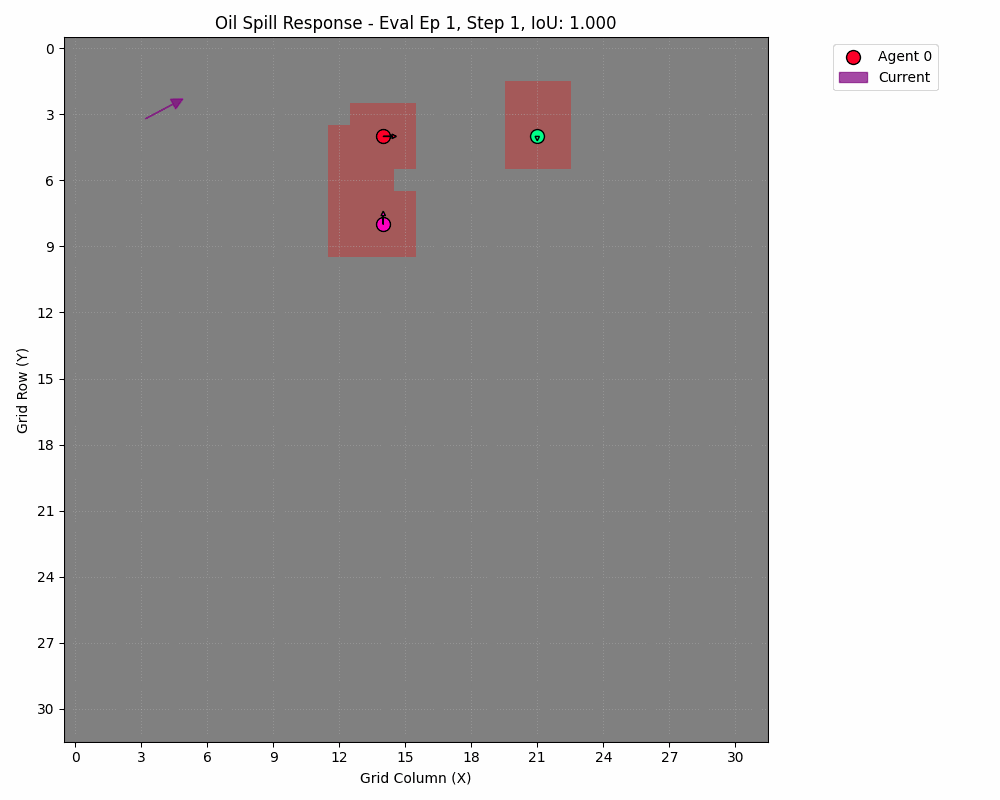 Oil Spill Response - Eval Ep 1, Step 1, IoU: 1.000
Agent 0
Current
0
3
6
9
12
15
18
21
24
27
30
Grid Row (Y)
0 3 6 9 12 15 18 21 24 27 30
Grid Column (X)